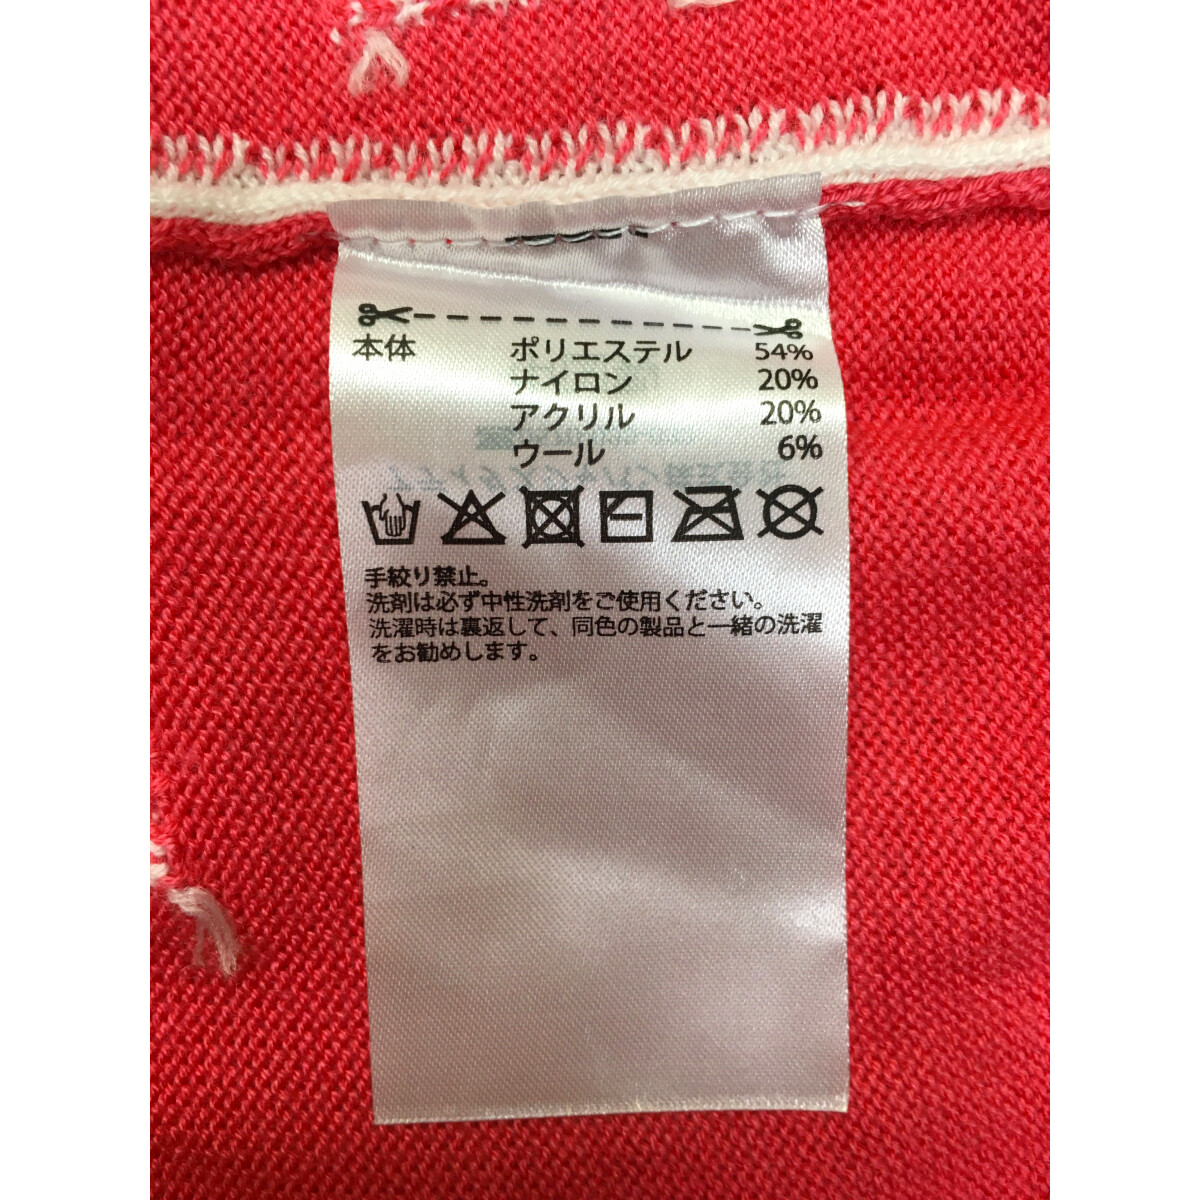 本体 ポリエステル 54%
ナイロン 20%
アクリル 20%
ウール 6%
手絞り禁止。
洗剤は必ず中性洗剤をご使用ください。
洗濯時は裏返して、同色の製品と一緒の洗濯
をお勧めします。